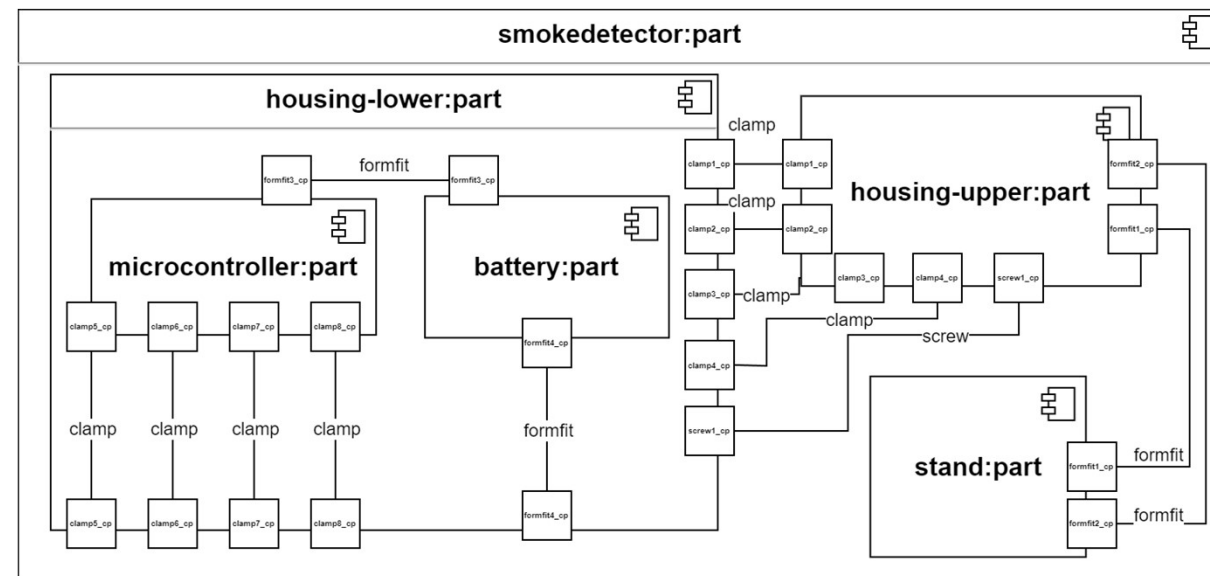 smokedetector:part
housing-lower:part
clamp
clamp1_cp
clamp1_cp
formfit2_cp
formfit3_cp
formfit
formfit3_cp
housing-upper:part
clamp
clamp2_cp
clamp2_cp
formfit1_cp
microcontroller:part
battery:part
clamp3_cp
clamp
clamp3_cp
clamp4_cp
screw1_cp
clamp5_cp
clamp6_cp
clamp7_cp
clamp8_cp
formfit4_cp
clamp
screw
clamp4_cp
clamp
clamp
clamp
clamp
formfit
screw1_cp
stand:part
formfit1_cp
formfit
clamp5_cp
clamp6_cp
clamp7_cp
clamp8_cp
formfit4_cp
formfit2_cp
formfit